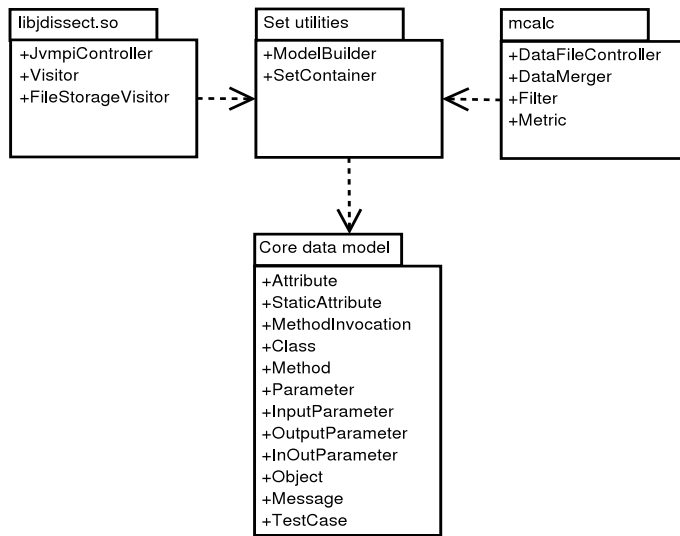 libjdissect.so
+JvmpiController
+Visitor
+FileStorageVisitor
Set utilities
+ModelBuilder
+SetContainer
mcalc
+DataFileController
+DataMerger
+Filter
+Metric
Core data model
+Attribute
+StaticAttribute
+MethodInvocation
+Class
+Method
+Parameter
+InputParameter
+OutputParameter
+InOutParameter
+Object
+Message
+TestCase